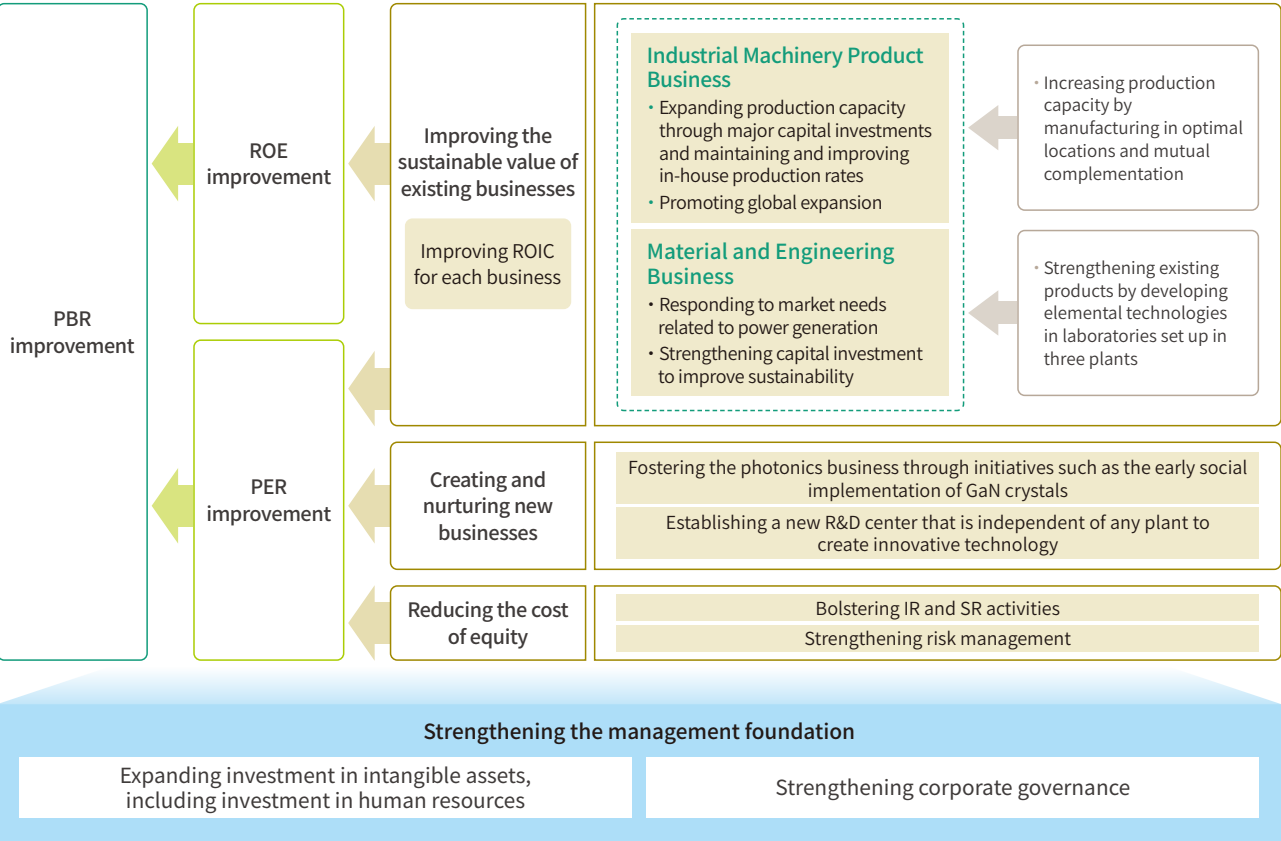 PBR
improvement
ROE
improvement
PER
improvement
Improving the
sustainable value of
existing businesses
Improving ROIC
for each business
Industrial Machinery Product
Business
・Expanding production capacity
through major capital investments
and maintaining and improving
in-house production rates
・Promoting global expansion
Material and Engineering
Business
・Responding to market needs
related to power generation
・Strengthening capital investment
to improve sustainability
・Increasing production
capacity by
manufacturing in optimal
locations and mutual
complementation
・Strengthening existing
products by developing
elemental technologies
in laboratories set up in
three plants
Creating and
nurturing new
businesses
Fostering the photonics business through initiatives such as the early social
implementation of GaN crystals
Establishing a new R&D center that is independent of any plant to
create innovative technology
Reducing the cost
of equity
Bolstering IR and SR activities
Strengthening risk management
Strengthening the management foundation
Expanding investment in intangible assets,
including investment in human resources
Strengthening corporate governance